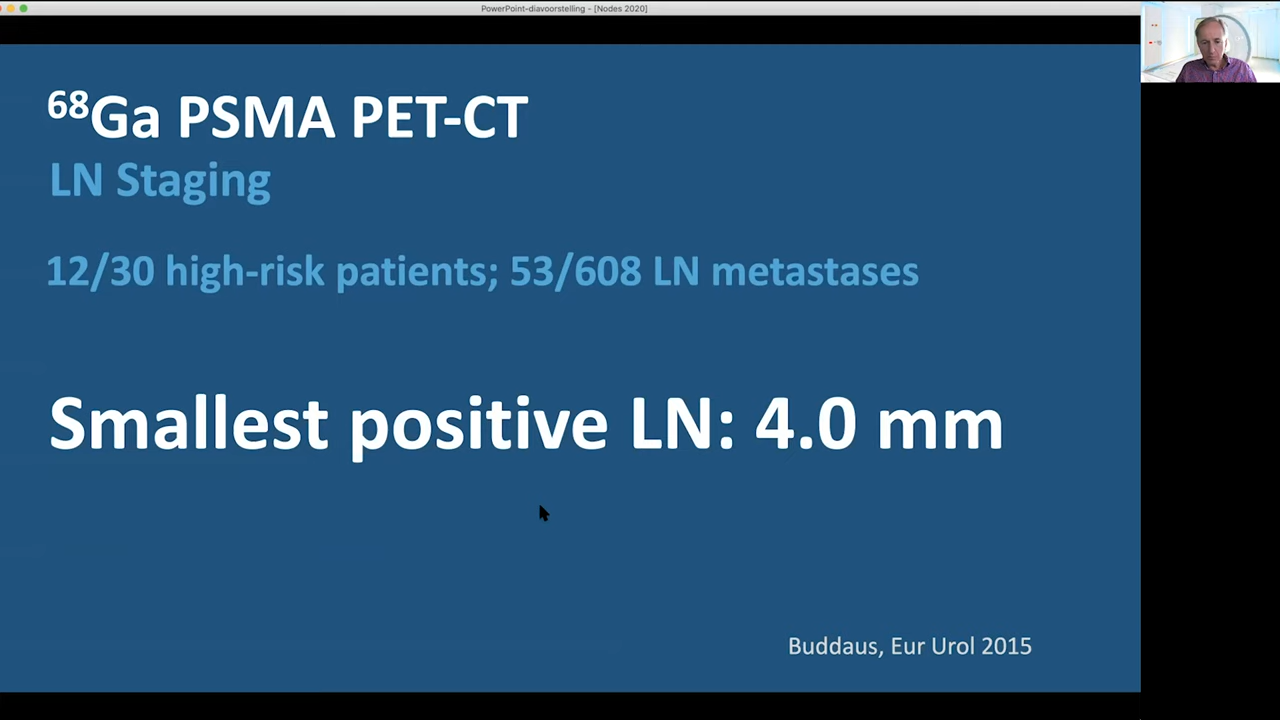 PowerPoint-diavoorstelling - [Nodes 2020]
⁶⁸Ga PSMA PET-CT
LN Staging
12/30 high-risk patients; 53/608 LN metastases
Smallest positive LN: 4.0 mm
Buddaus, Eur Urol 2015